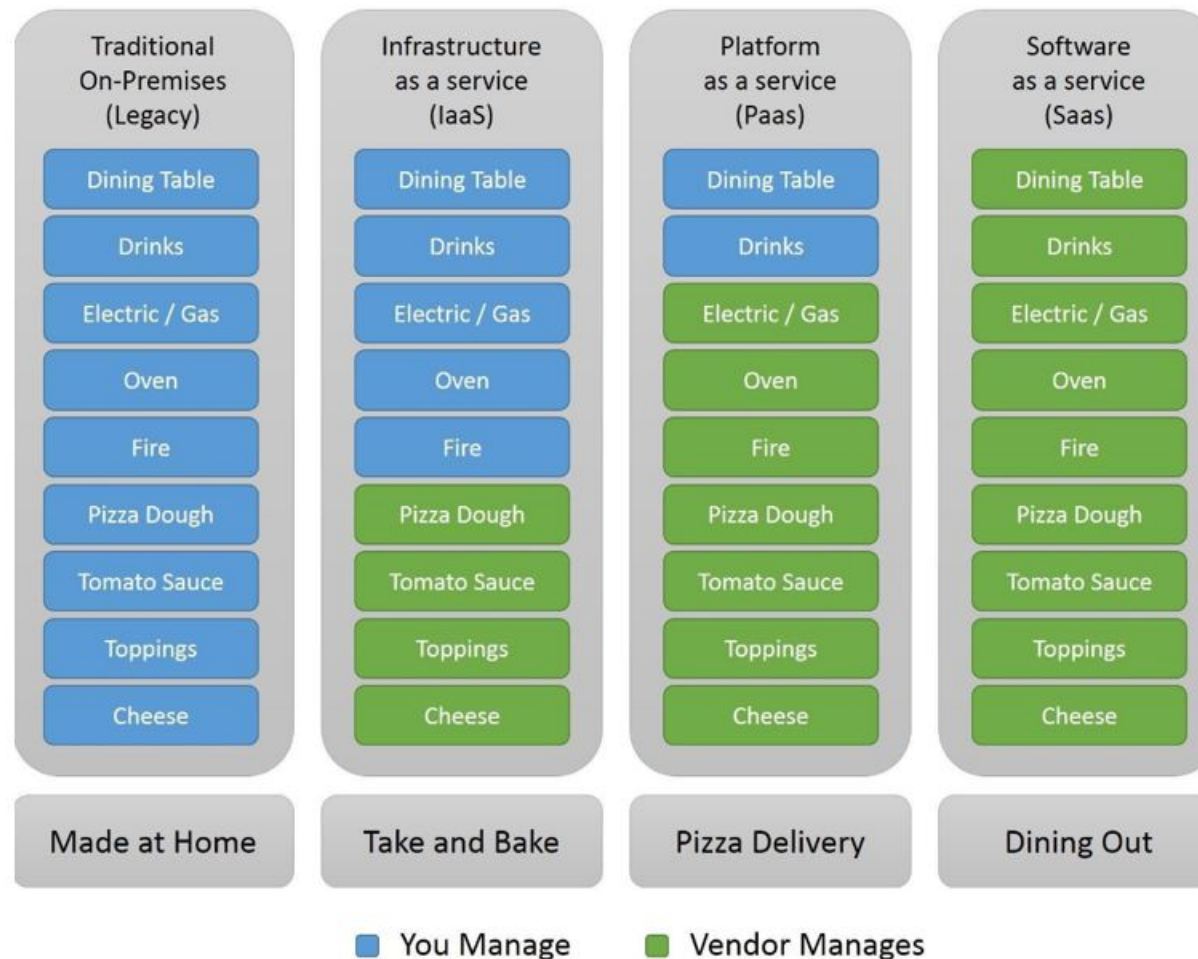 Traditional
On-Premises
(Legacy)
Dining Table
Drinks
Electric / Gas
Oven
Fire
Pizza Dough
Tomato Sauce
Toppings
Cheese
Made at Home
Infrastructure
as a service
(IaaS)
Dining Table
Drinks
Electric / Gas
Oven
Fire
Pizza Dough
Tomato Sauce
Toppings
Cheese
Take and Bake
Platform
as a service
(Paas)
Dining Table
Drinks
Electric / Gas
Oven
Fire
Pizza Dough
Tomato Sauce
Toppings
Cheese
Pizza Delivery
Software
as a service
(Saas)
Dining Table
Drinks
Electric / Gas
Oven
Fire
Pizza Dough
Tomato Sauce
Toppings
Cheese
Dining Out
You Manage
Vendor Manages